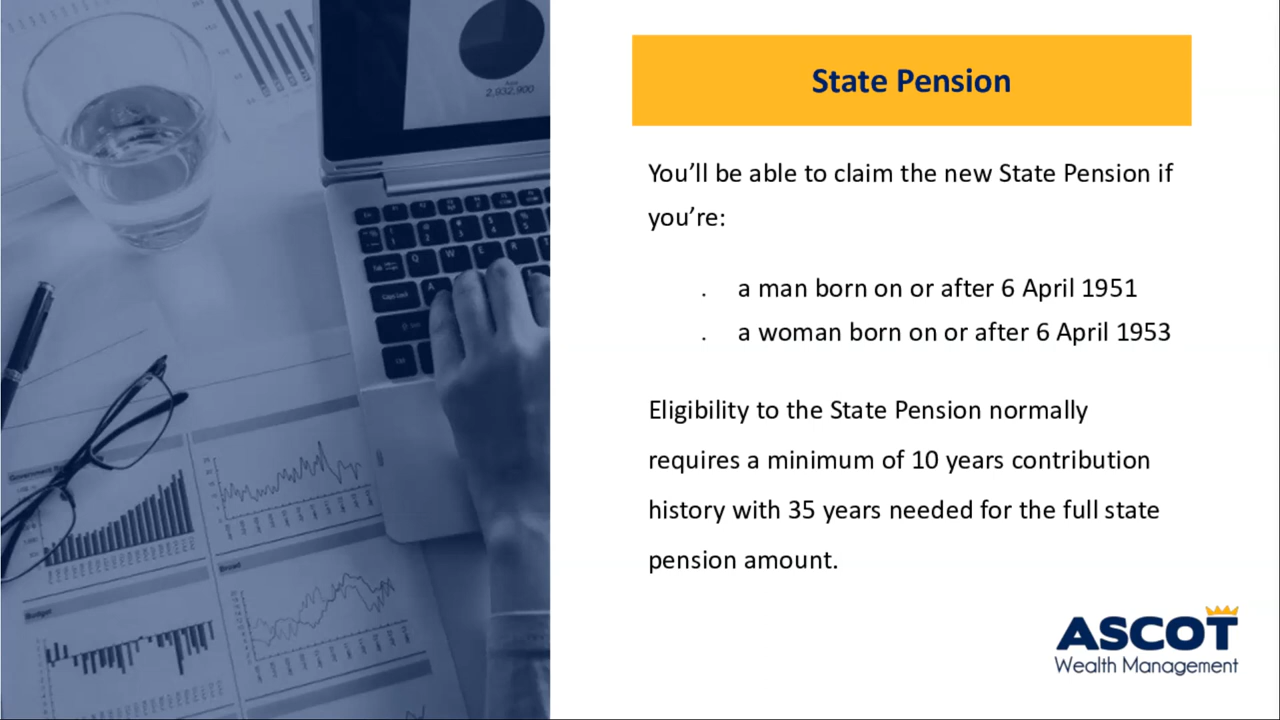 State Pension
You’ll be able to claim the new State Pension if
you’re:
. a man born on or after 6 April 1951
. a woman born on or after 6 April 1953
Eligibility to the State Pension normally
requires a minimum of 10 years contribution
history with 35 years needed for the full state
pension amount.
ASCOT
Wealth Management
2,932,900
Q W E R
A
Budget